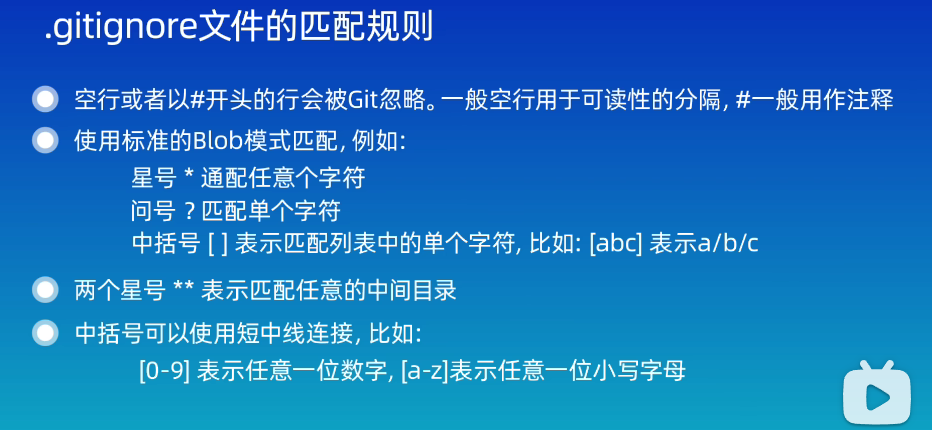 .gitignore文件的匹配规则
空行或者以#开头的行会被Git忽略。一般空行用于可读性的分隔, #一般用作注释
使用标准的Blob模式匹配, 例如:
星号 * 通配任意个字符
问号 ? 匹配单个字符
中括号 [ ] 表示匹配列表中的单个字符, 比如: [abc] 表示a/b/c
两个星号 ** 表示匹配任意的中间目录
中括号可以使用短中线连接, 比如:
[0-9] 表示任意一位数字, [a-z]表示任意一位小写字母